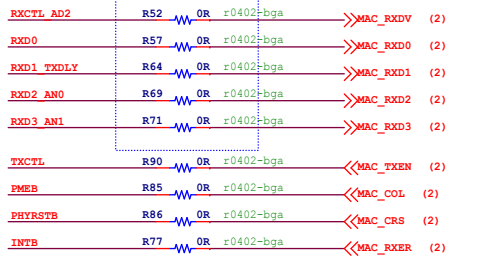 RXCTL_AD2 R52 0R r0402-bga MAC_RXDV (2)
RXD0 R57 0R r0402-bga MAC_RXD0 (2)
RXD1_TXDLY R64 0R r0402-bga MAC_RXD1 (2)
RXD2_AN0 R69 0R r0402-bga MAC_RXD2 (2)
RXD3_AN1 R71 0R r0402-bga MAC_RXD3 (2)
TXCTL R90 0R r0402-bga MAC_TXEN (2)
PMEB R85 0R r0402-bga MAC_COL (2)
PHYRSTB R86 0R r0402-bga MAC_CRS (2)
INTB R77 0R r0402-bga MAC_RXER (2)